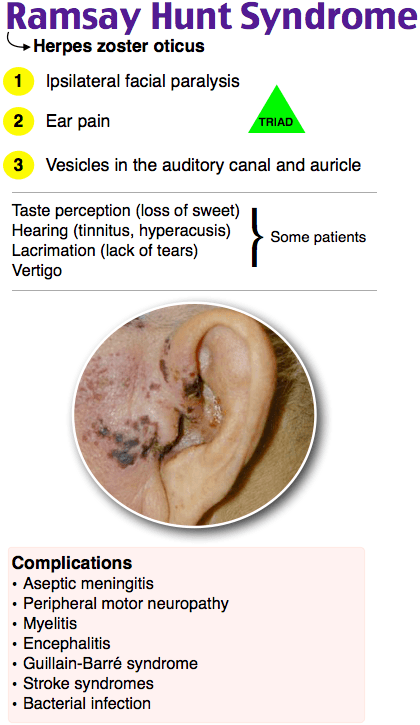 Ramsay Hunt Syndrome
Herpes zoster oticus
1 Ipsilateral facial paralysis
2 Ear pain
TRIAD
3 Vesicles in the auditory canal and auricle
Taste perception (loss of sweet)
Hearing (tinnitus, hyperacusis)
Lacrimation (lack of tears)
Vertigo
Some patients
Complications
• Aseptic meningitis
• Peripheral motor neuropathy
• Myelitis
• Encephalitis
• Guillain-Barré syndrome
• Stroke syndromes
• Bacterial infection